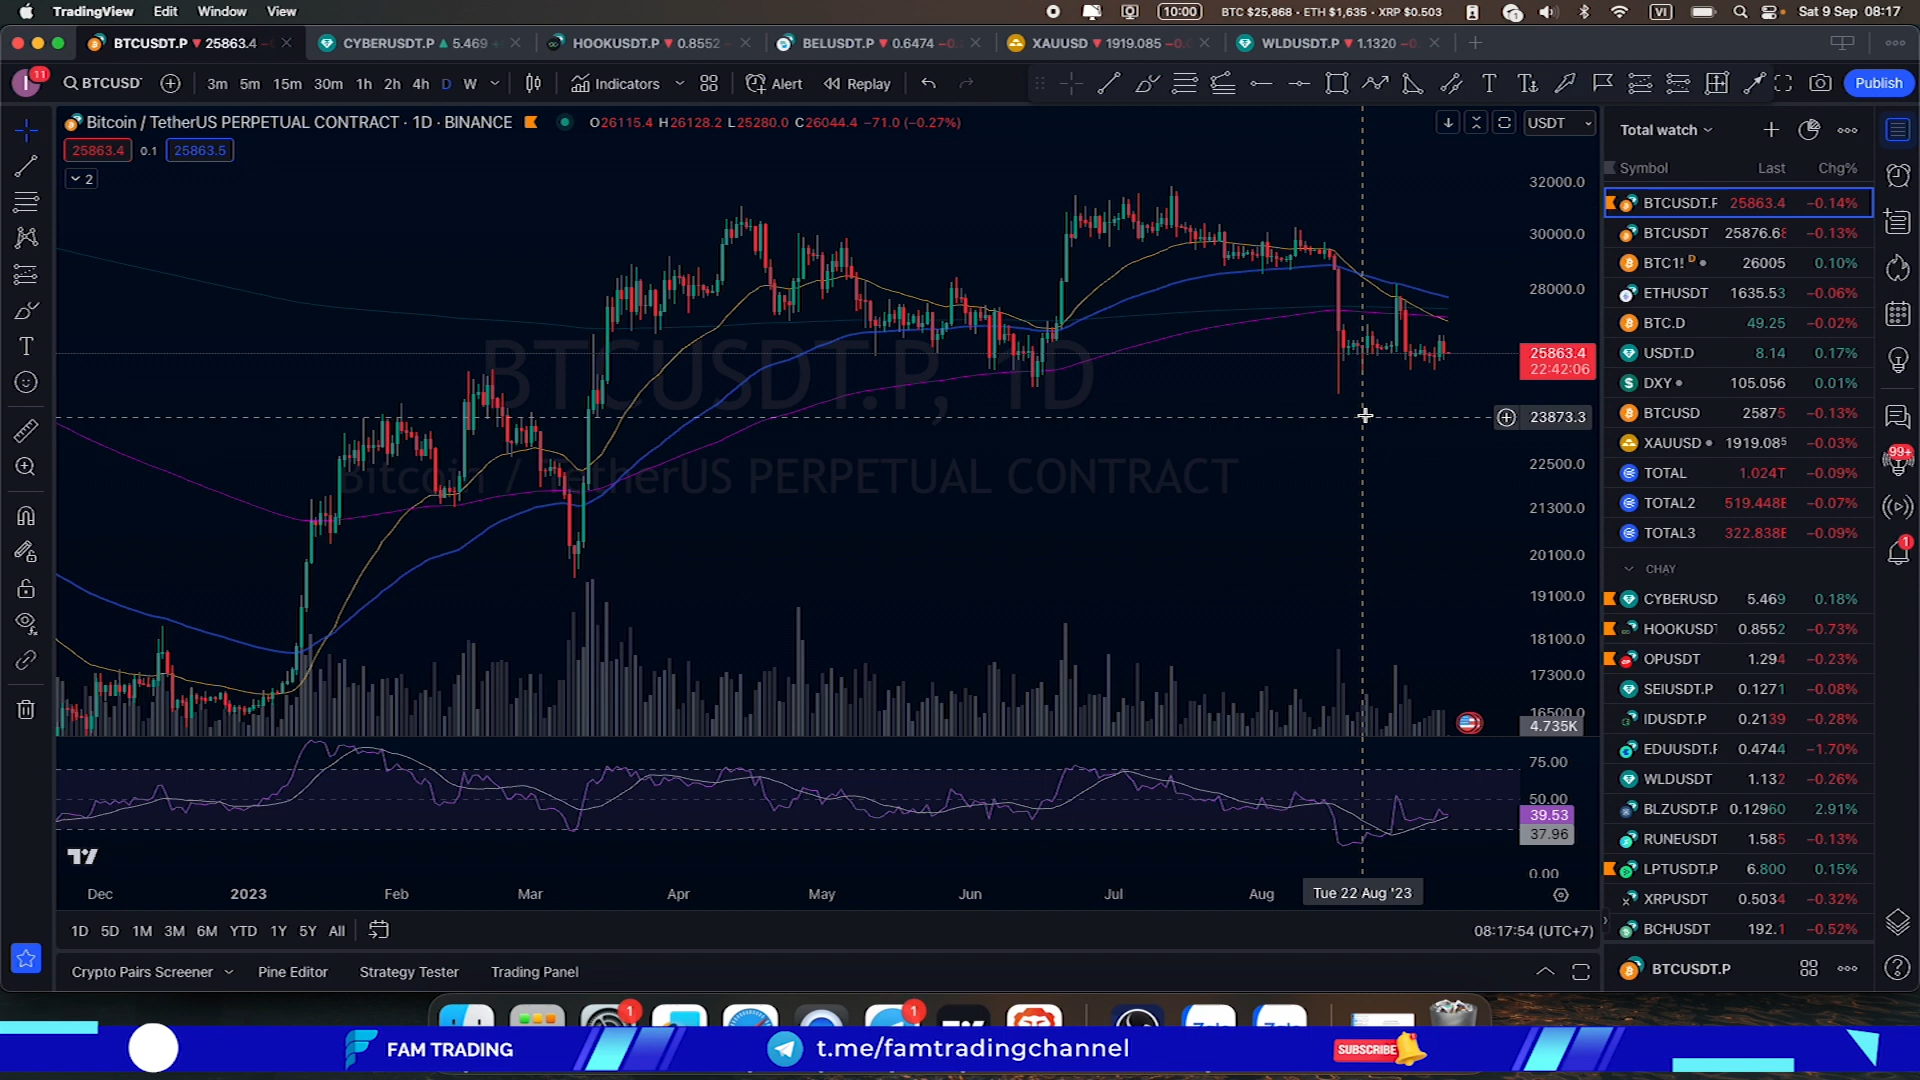 TradingView Edit Window View 10:00 BTC $25,868 • ETH $1,635 • XRP $0.503 1 VI Sat 9 Sep 08:17
BTCUSDT.P ▼ 25863.4 CYBERUSDT.P ▲ 5.469 HOOKUSDT.P ▼ 0.8552 BELUSDT.P ▼ 0.6474 XAUUSD ▼ 1919.085 WLDUSDT.P ▼ 1.1320
I 11 BTCUSDT 3m 5m 15m 30m 1h 2h 4h D W Indicators Alert Replay Publish
Bitcoin / TetherUS PERPETUAL CONTRACT · 1D · BINANCE O26115.4 H26128.2 L25280.0 C26044.4 −71.0 (−0.27%) USDT
25863.4 0.1 25863.5
2
32000.0
30000.0
28000.0
25863.4
22:42:06
23873.3
22500.0
21300.0
20100.0
19100.0
18100.0
17300.0
16500.0
4.735K
BTCUSDT.P, 1D
Bitcoin / TetherUS PERPETUAL CONTRACT
75.00
50.00
39.53
37.96
0.00
Dec 2023 Feb Mar Apr May Jun Jul Aug Tue 22 Aug '23
1D 5D 1M 3M 6M YTD 1Y 5Y All 08:17:54 (UTC+7)
Crypto Pairs Screener Pine Editor Strategy Tester Trading Panel
Total watch
Symbol Last Chg%
BTCUSDT.P 25863.4 −0.14%
BTCUSDT 25876.68 −0.13%
BTC1! D 26005 0.10%
ETHUSDT 1635.53 −0.06%
BTC.D 49.25 −0.02%
USDT.D 8.14 0.17%
DXY 105.056 0.01%
BTCUSD 25875 −0.13%
XAUUSD 1919.085 −0.03%
TOTAL 1.024T −0.09%
TOTAL2 519.448B −0.07%
TOTAL3 322.838B −0.09%
CHAY
CYBERUSD 5.469 0.18%
HOOKUSDT 0.8552 −0.73%
OPUSDT 1.294 −0.23%
SEIUSDT.P 0.1271 −0.08%
IDUSDT.P 0.2139 −0.28%
EDUUSDT.P 0.4744 −1.70%
WLDUSDT 1.132 −0.26%
BLZUSDT.P 0.12960 2.91%
RUNEUSDT 1.585 −0.13%
LPTUSDT.P 6.800 0.15%
XRPUSDT 0.5034 −0.32%
BCHUSDT 192.1 −0.52%
BTCUSDT.P
99+
1
1 1
Zalo Zalo
FAM TRADING t.me/famtradingchannel SUBSCRIBE